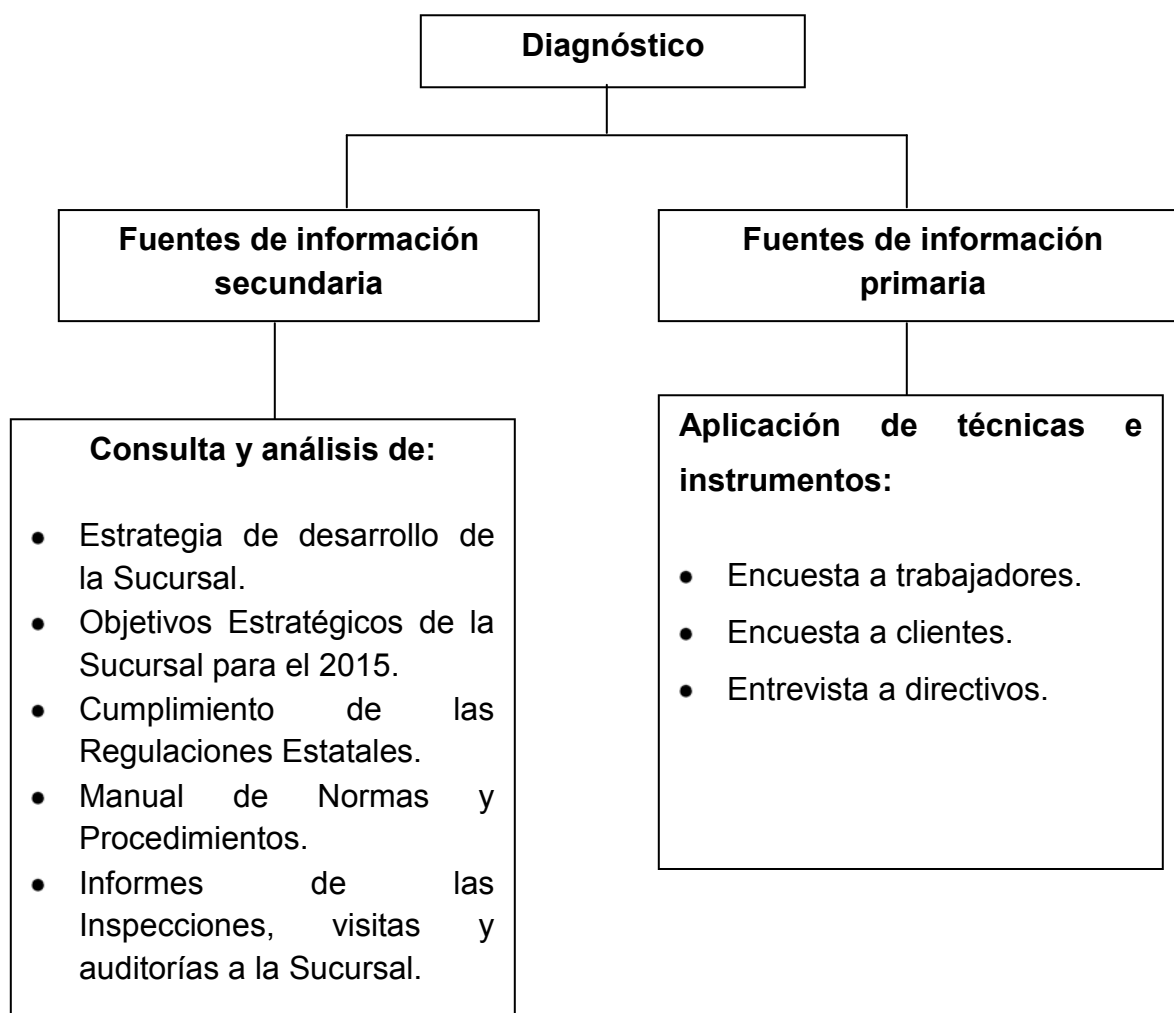 Diagnóstico
Fuentes de información
secundaria
Fuentes de información
primaria
Consulta y análisis de:
• Estrategia de desarrollo de
la Sucursal.
• Objetivos Estratégicos de la
Sucursal para el 2015.
• Cumplimiento de las
Regulaciones Estatales.
• Manual de Normas y
Procedimientos.
• Informes de las
Inspecciones, visitas y
auditorías a la Sucursal.
Aplicación de técnicas e
instrumentos:
• Encuesta a trabajadores.
• Encuesta a clientes.
• Entrevista a directivos.